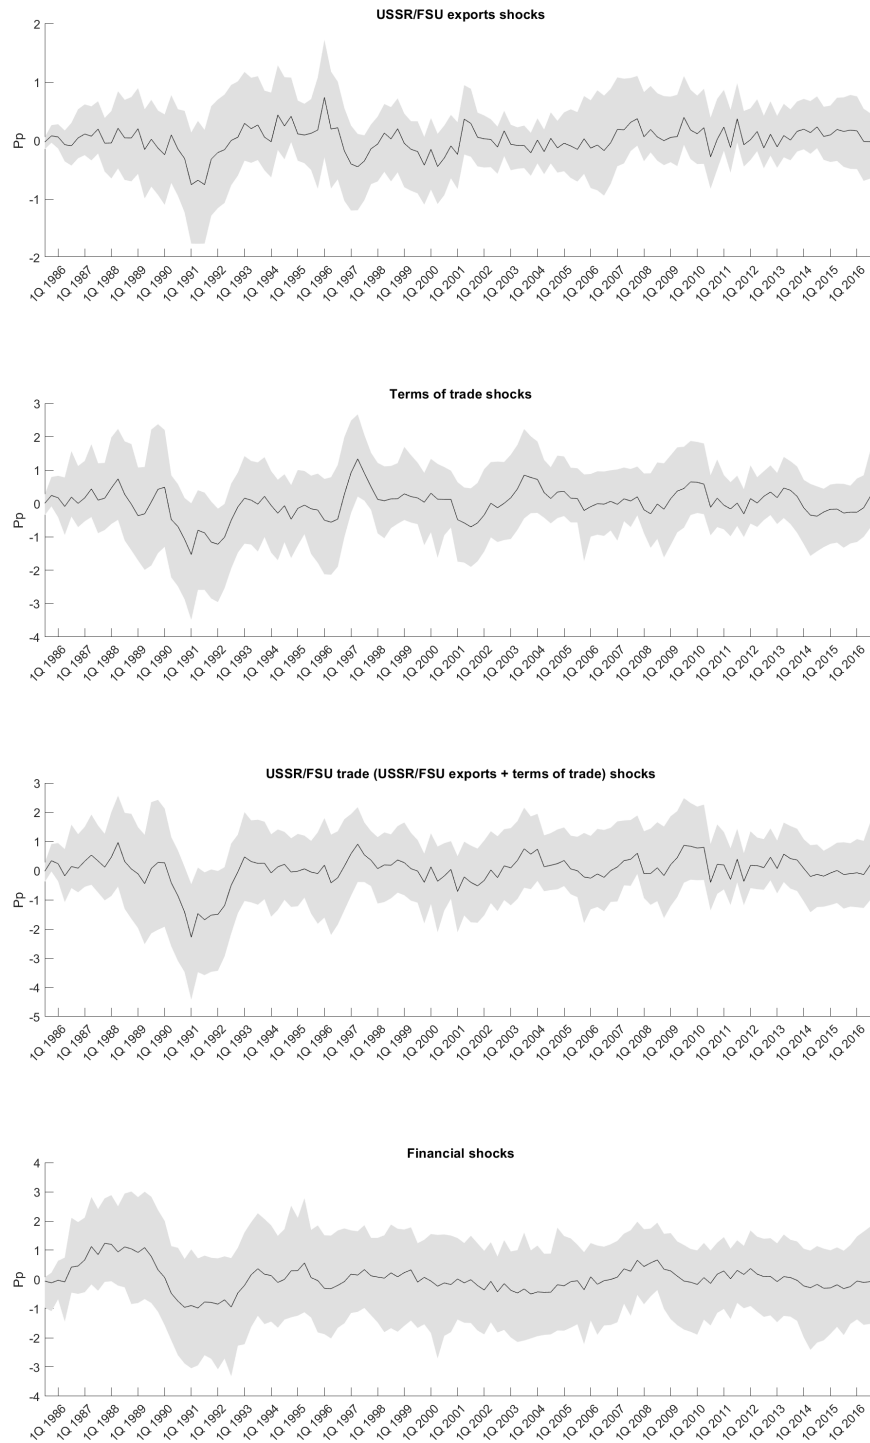 USSR/FSU exports shocks
2
1
0
-1
-2
Pp
1Q 1986 1Q 1987 1Q 1988 1Q 1989 1Q 1990 1Q 1991 1Q 1992 1Q 1993 1Q 1994 1Q 1995 1Q 1996 1Q 1997 1Q 1998 1Q 1999 1Q 2000 1Q 2001 1Q 2002 1Q 2003 1Q 2004 1Q 2005 1Q 2006 1Q 2007 1Q 2008 1Q 2009 1Q 2010 1Q 2011 1Q 2012 1Q 2013 1Q 2014 1Q 2015 1Q 2016
Terms of trade shocks
3
2
1
0
-1
-2
-3
-4
Pp
1Q 1986 1Q 1987 1Q 1988 1Q 1989 1Q 1990 1Q 1991 1Q 1992 1Q 1993 1Q 1994 1Q 1995 1Q 1996 1Q 1997 1Q 1998 1Q 1999 1Q 2000 1Q 2001 1Q 2002 1Q 2003 1Q 2004 1Q 2005 1Q 2006 1Q 2007 1Q 2008 1Q 2009 1Q 2010 1Q 2011 1Q 2012 1Q 2013 1Q 2014 1Q 2015 1Q 2016
USSR/FSU trade (USSR/FSU exports + terms of trade) shocks
3
2
1
0
-1
-2
-3
-4
-5
Pp
1Q 1986 1Q 1987 1Q 1988 1Q 1989 1Q 1990 1Q 1991 1Q 1992 1Q 1993 1Q 1994 1Q 1995 1Q 1996 1Q 1997 1Q 1998 1Q 1999 1Q 2000 1Q 2001 1Q 2002 1Q 2003 1Q 2004 1Q 2005 1Q 2006 1Q 2007 1Q 2008 1Q 2009 1Q 2010 1Q 2011 1Q 2012 1Q 2013 1Q 2014 1Q 2015 1Q 2016
Financial shocks
4
3
2
1
0
-1
-2
-3
-4
Pp
1Q 1986 1Q 1987 1Q 1988 1Q 1989 1Q 1990 1Q 1991 1Q 1992 1Q 1993 1Q 1994 1Q 1995 1Q 1996 1Q 1997 1Q 1998 1Q 1999 1Q 2000 1Q 2001 1Q 2002 1Q 2003 1Q 2004 1Q 2005 1Q 2006 1Q 2007 1Q 2008 1Q 2009 1Q 2010 1Q 2011 1Q 2012 1Q 2013 1Q 2014 1Q 2015 1Q 2016